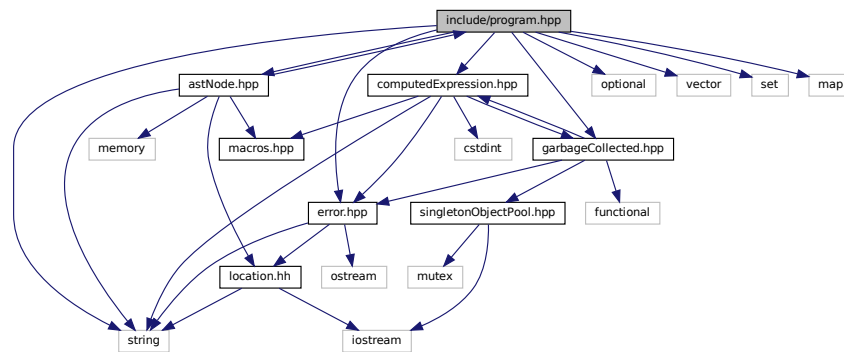 include/program.hpp
astNode.hpp
computedExpression.hpp
optional
vector
set
map
memory
macros.hpp
cstdint
garbageCollected.hpp
error.hpp
singletonObjectPool.hpp
functional
location.hh
ostream
mutex
string
iostream